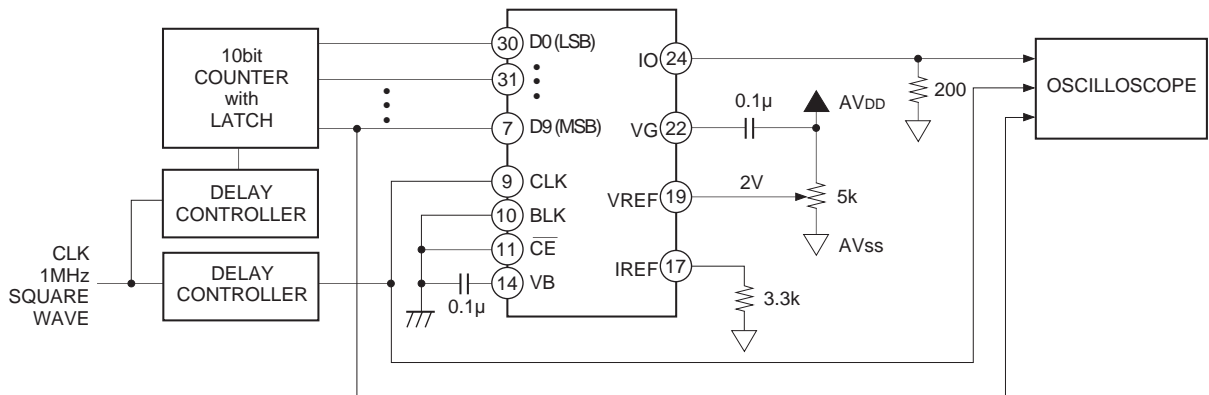 10bit
COUNTER
with
LATCH
DELAY
CONTROLLER
CLK
1MHz
SQUARE
WAVE
DELAY
CONTROLLER
30 D0 (LSB)
31
7 D9 (MSB)
9 CLK
10 BLK
11 CE
14 VB
0.1μ
IO 24
VG 22
VREF 19
IREF 17
0.1μ
AVDD
200
2V
5k
AVss
3.3k
OSCILLOSCOPE